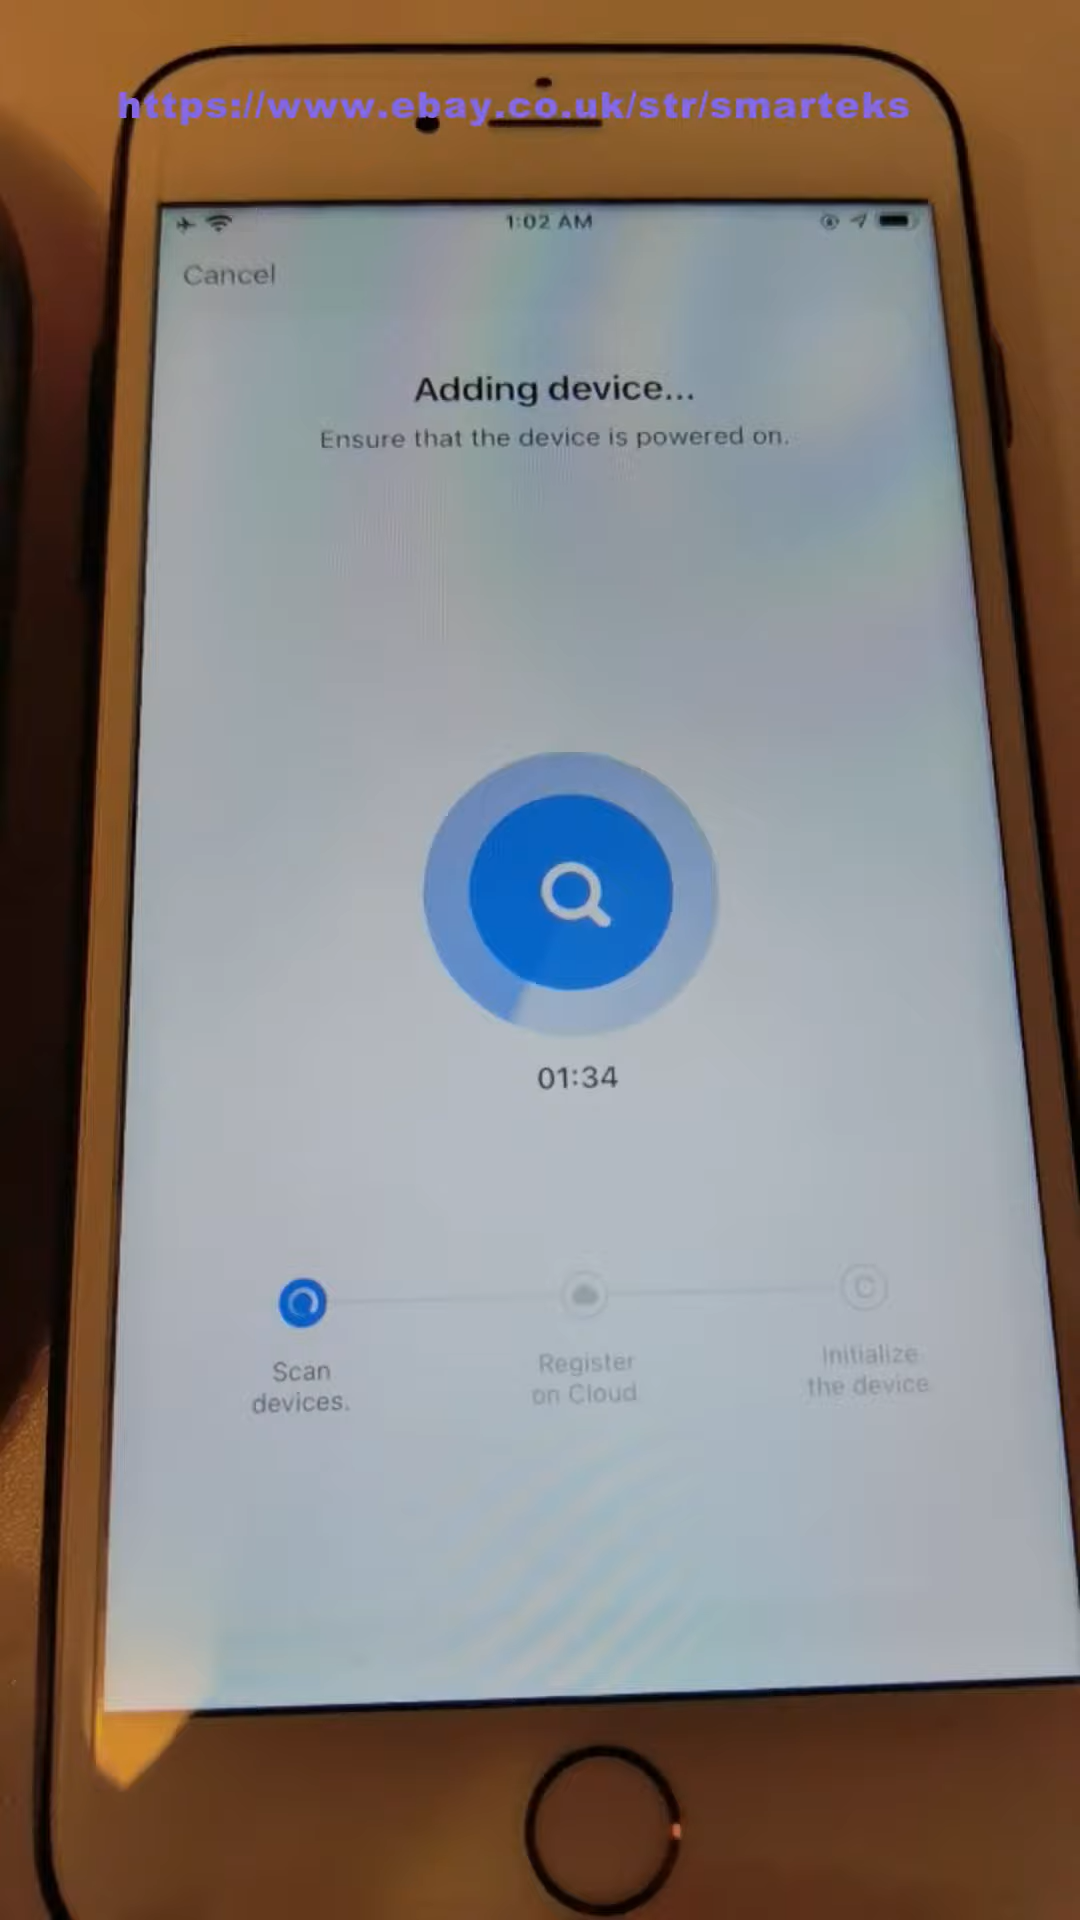 https://www.ebay.co.uk/str/smarteks
1:02 AM
Cancel
Adding device...
Ensure that the device is powered on.
01:34
Scan
devices.
Register
on Cloud
Initialize
the device